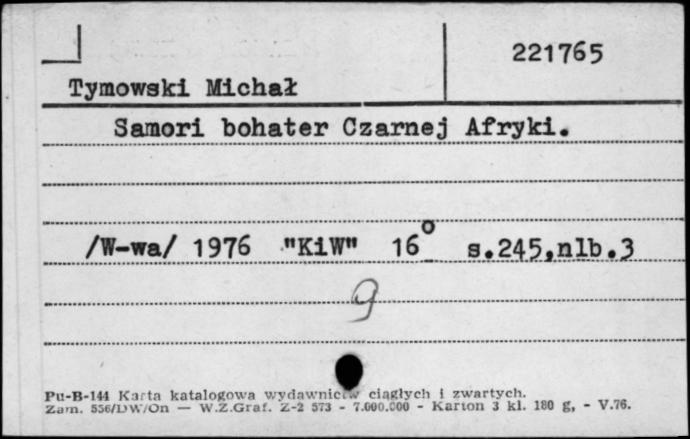 221765
Tymowski Michał
Samori bohater Czarnej Afryki.
/W-wa/ 1976 "KiW" 16° s.245,nlb.3
g
Pu-B-144 Karta katalogowa wydawnictw ciągłych i zwartych.
Zam. 556/DW/On — W.Z.Graf. Z-2 573 - 7.000.000 - Karton 3 kl. 180 g, - V.76.